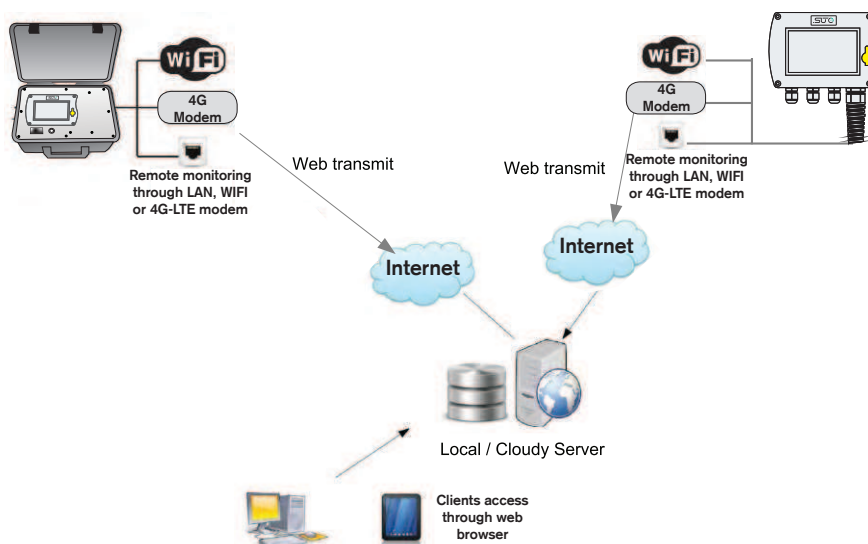 WiFi
4G
Modem
Remote monitoring
through LAN, WIFI
or 4G-LTE modem
Web transmit
SUTO
WiFi
4G
Modem
Remote monitoring
through LAN, WIFI
or 4G-LTE modem
Web transmit
Internet
Internet
Local / Cloudy Server
Clients access
through web
browser